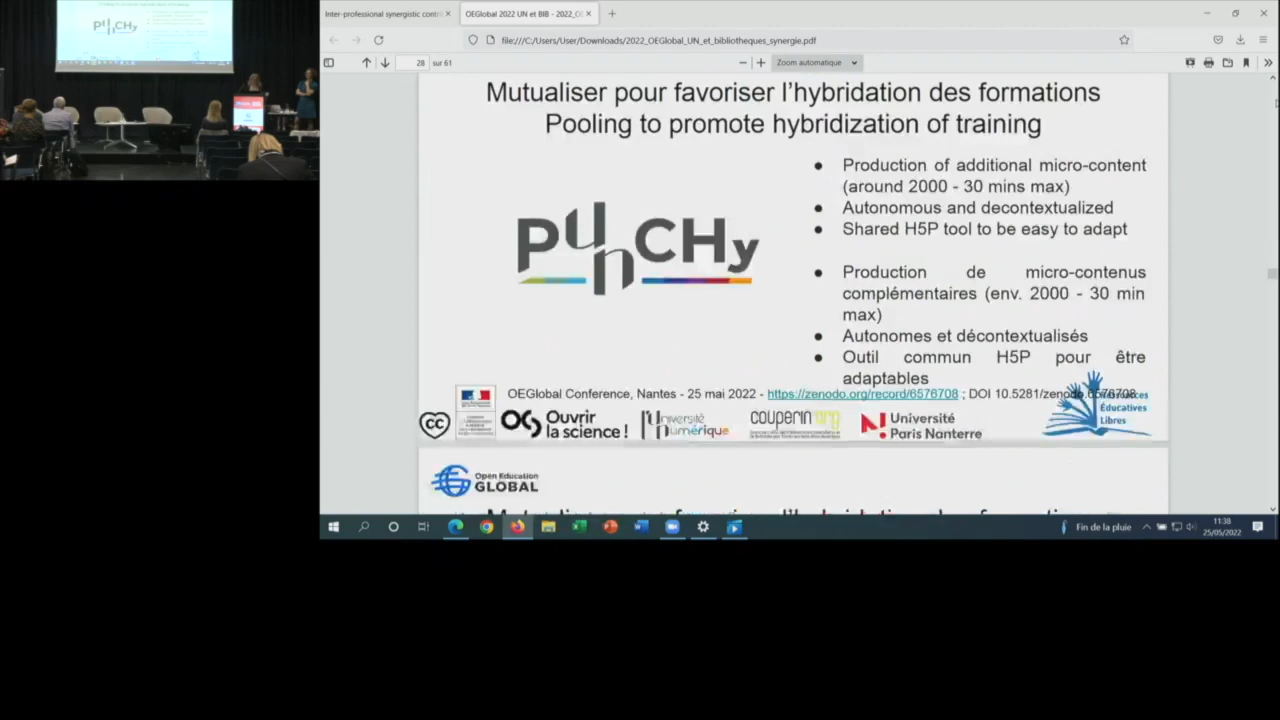 Inter-professional synergistic contri
OEGlobal 2022 UN et BIB - 2022_OE
file:///C:/Users/User/Downloads/2022_OEGlobal_UN_et_bibliotheques_synergie.pdf
28 sur 61
Zoom automatique
Mutualiser pour favoriser l'hybridation des formations
Pooling to promote hybridization of training
PUNCHy
● Production of additional micro-content
(around 2000 - 30 mins max)
● Autonomous and decontextualized
● Shared H5P tool to be easy to adapt
● Production de micro-contenus
complémentaires (env. 2000 - 30 min
max)
● Autonomes et décontextualisés
● Outil commun H5P pour être
adaptables
OEGlobal Conference, Nantes - 25 mai 2022 - https://zenodo.org/record/6576708 ; DOI 10.5281/zenodo.6576708
Éducatives
Libres
cc
Ouvrir
la science !
l'Université
Numérique
couperin.org
Université
Paris Nanterre
Open Education
GLOBAL
Fin de la pluie
11:38
25/05/2022